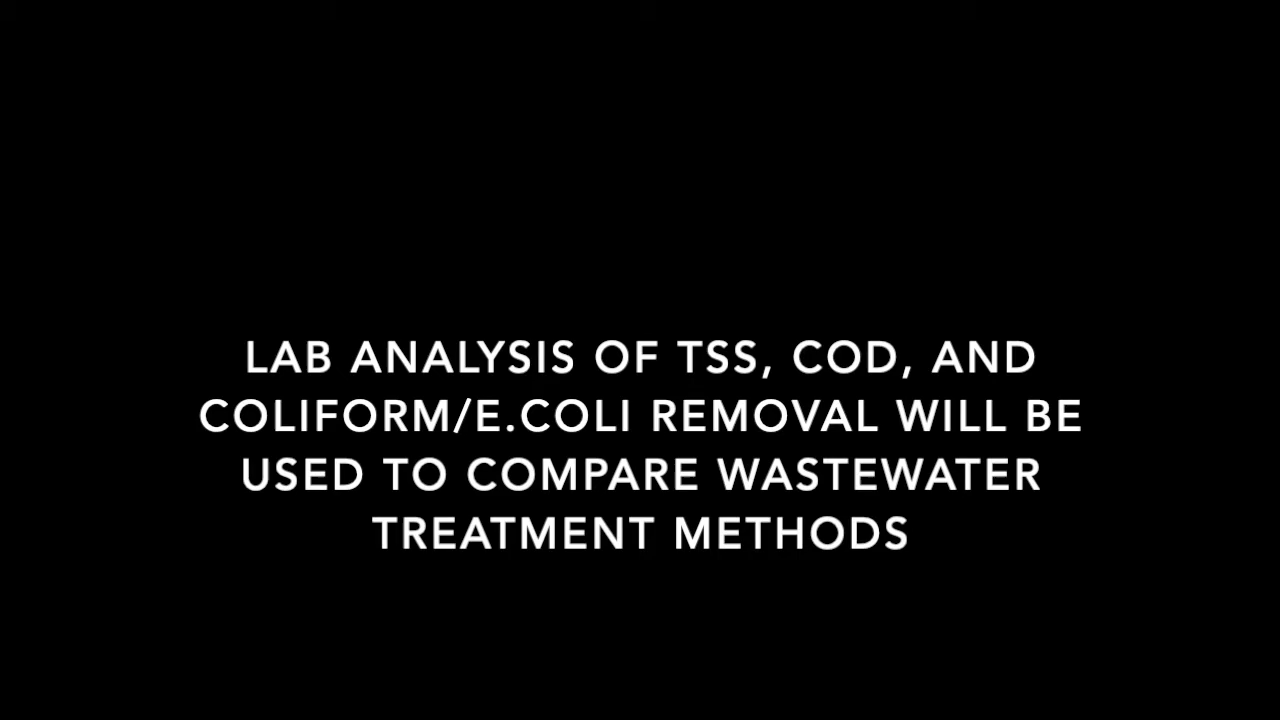 LAB ANALYSIS OF TSS, COD, AND
COLIFORM/E.COLI REMOVAL WILL BE
USED TO COMPARE WASTEWATER
TREATMENT METHODS